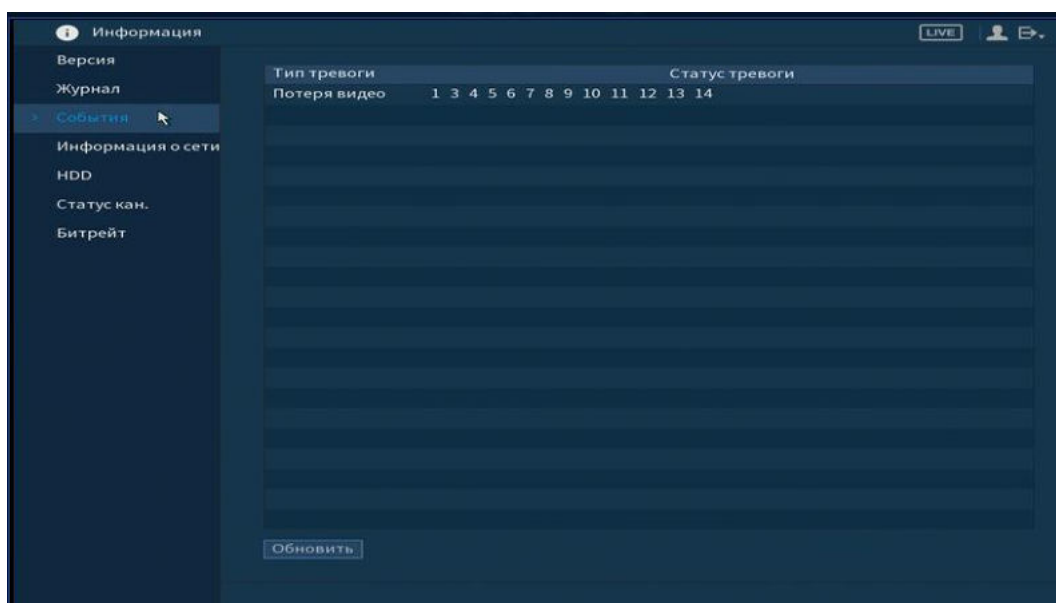 Информация
LIVE
Версия
Журнал
События
Информация о сети
HDD
Статус кан.
Битрейт
Тип тревоги Статус тревоги
Потеря видео 1 3 4 5 6 7 8 9 10 11 12 13 14
Обновить